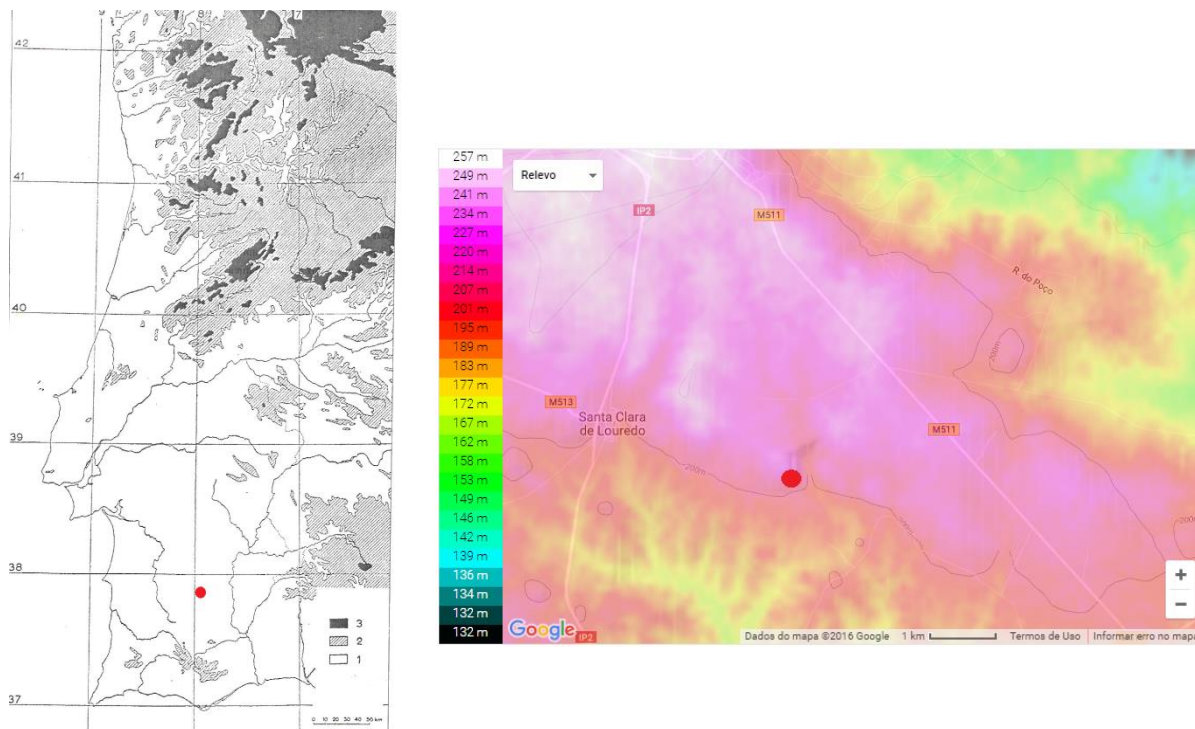 9 8 7
42
41
40
39
38
37
3
2
1
0 10 20 30 40 50 km
257 m
249 m
241 m
234 m
227 m
220 m
214 m
207 m
201 m
195 m
189 m
183 m
177 m
172 m
167 m
162 m
158 m
153 m
149 m
146 m
142 m
139 m
136 m
134 m
132 m
132 m
Relevo
IP2
M511
R. do Poço
200m
M513
Santa Clara
de Louredo
M511
200m
200m
200m
+
−
Google
IP2
Dados do mapa ©2016 Google 1 km Termos de Uso Informar erro no mapa